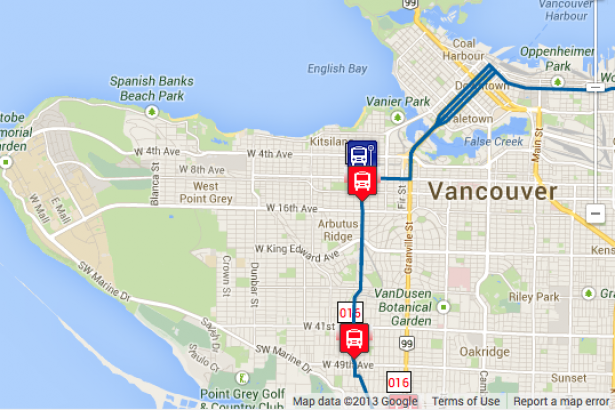 99
Vancouver
Harbour
Coal
Harbour
Oppenheimer
Park
English Bay
Spanish Banks
Beach Park
Vanier Park
Yaletown
False Creek
Main St
Kitsilano
W 4th Ave
W 4th Ave
W 8th Ave
Blanca St
West
Point Grey
W Mall
E Mall
W 16th Ave
Fir St
Vancouver
Arbutus
Ridge
Granville St
W King Edward Ave
Kens
Crown St
Dunbar St
SW Marine Dr
VanDusen
Botanical
Garden
Riley Park
016
W 41st
SW Marine Dr
99
Oakridge
W 49th Ave
016
Sunset
Point Grey Golf
& Country Club
Map data ©2013 Google
Terms of Use
Report a map error